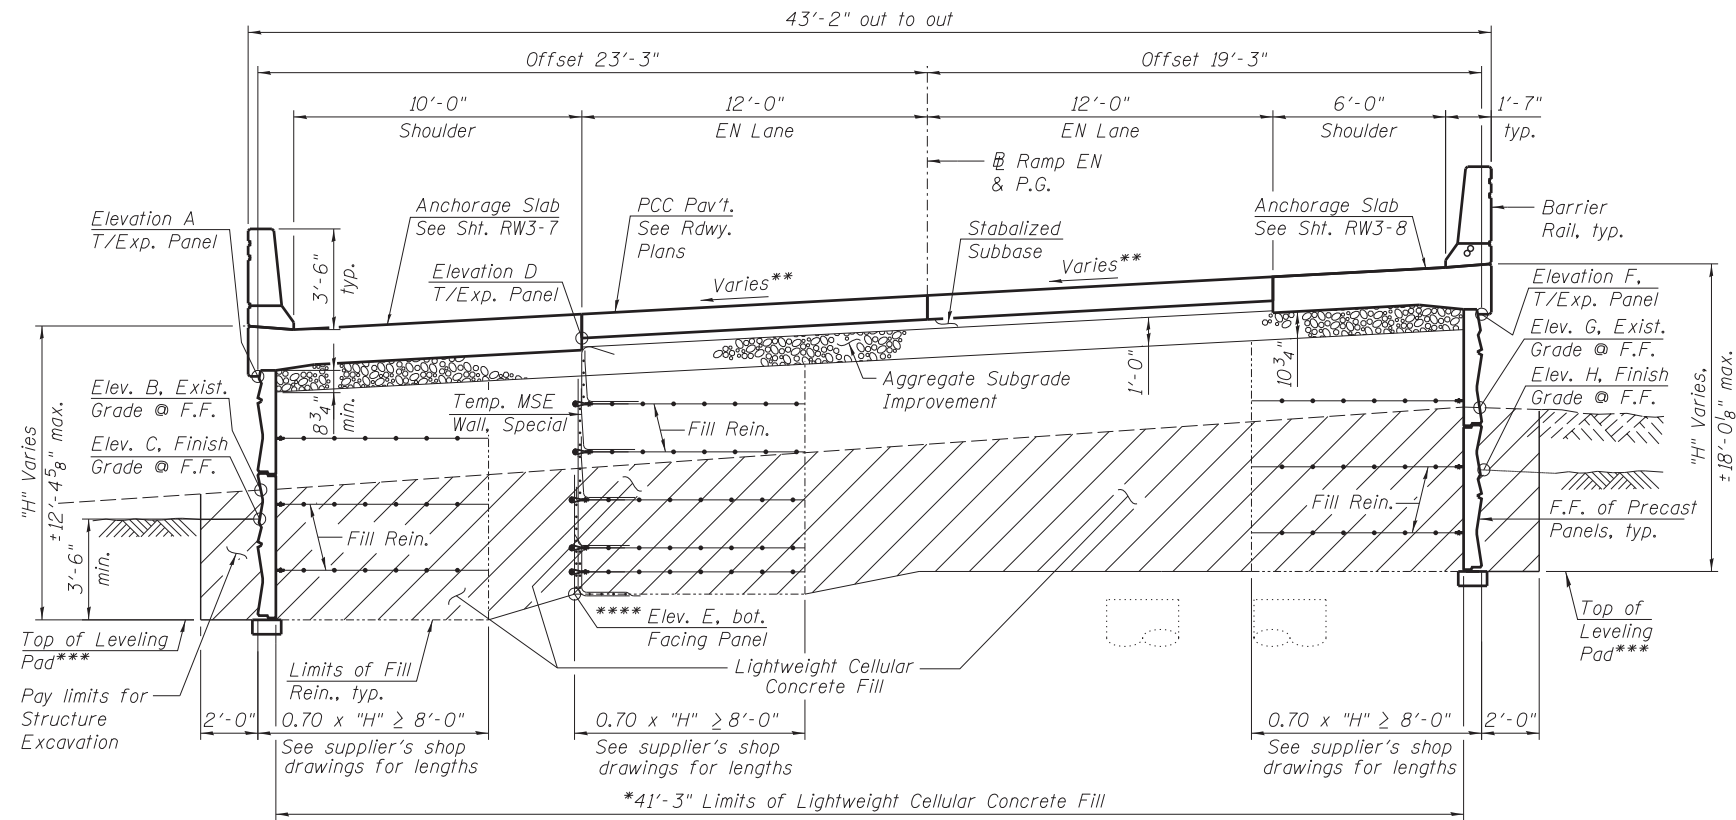 43'-2" out to out
Offset 23'-3"
Offset 19'-3"
10'-0"
Shoulder
12'-0"
EN Lane
12'-0"
EN Lane
6'-0"
Shoulder
1'-7"
typ.
℄ Ramp EN
& P.G.
Elevation A
T/Exp. Panel
3'-6"
typ.
Anchorage Slab
See Sht. RW3-7
Elevation D
T/Exp. Panel
PCC Pav't.
See Rdwy.
Plans
Varies**
Stabalized
Subbase
Varies**
Anchorage Slab
See Sht. RW3-8
Barrier
Rail, typ.
Elevation F,
T/Exp. Panel
Elev. G, Exist.
Grade @ F.F.
Elev. H, Finish
Grade @ F.F.
Elev. B, Exist.
Grade @ F.F.
Elev. C, Finish
Grade @ F.F.
8 3/4"
min.
Temp. MSE
Wall, Special
Fill Rein.
Aggregate Subgrade
Improvement
1'-0"
10 3/4"
"H" Varies
±12'-4 5/8" max.
3'-6"
min.
Fill Rein.
Fill Rein.
"H" Varies,
±18'-0 1/8" max.
F.F. of Precast
Panels, typ.
Top of Leveling
Pad***
Pay limits for
Structure
Excavation
Limits of Fill
Rein., typ.
**** Elev. E, bot.
Facing Panel
Lightweight Cellular
Concrete Fill
Top of
Leveling
Pad***
2'-0"
0.70 x "H" ≥ 8'-0"
See supplier's shop
drawings for lengths
0.70 x "H" ≥ 8'-0"
See supplier's shop
drawings for lengths
0.70 x "H" ≥ 8'-0"
See supplier's shop
drawings for lengths
2'-0"
*41'-3" Limits of Lightweight Cellular Concrete Fill